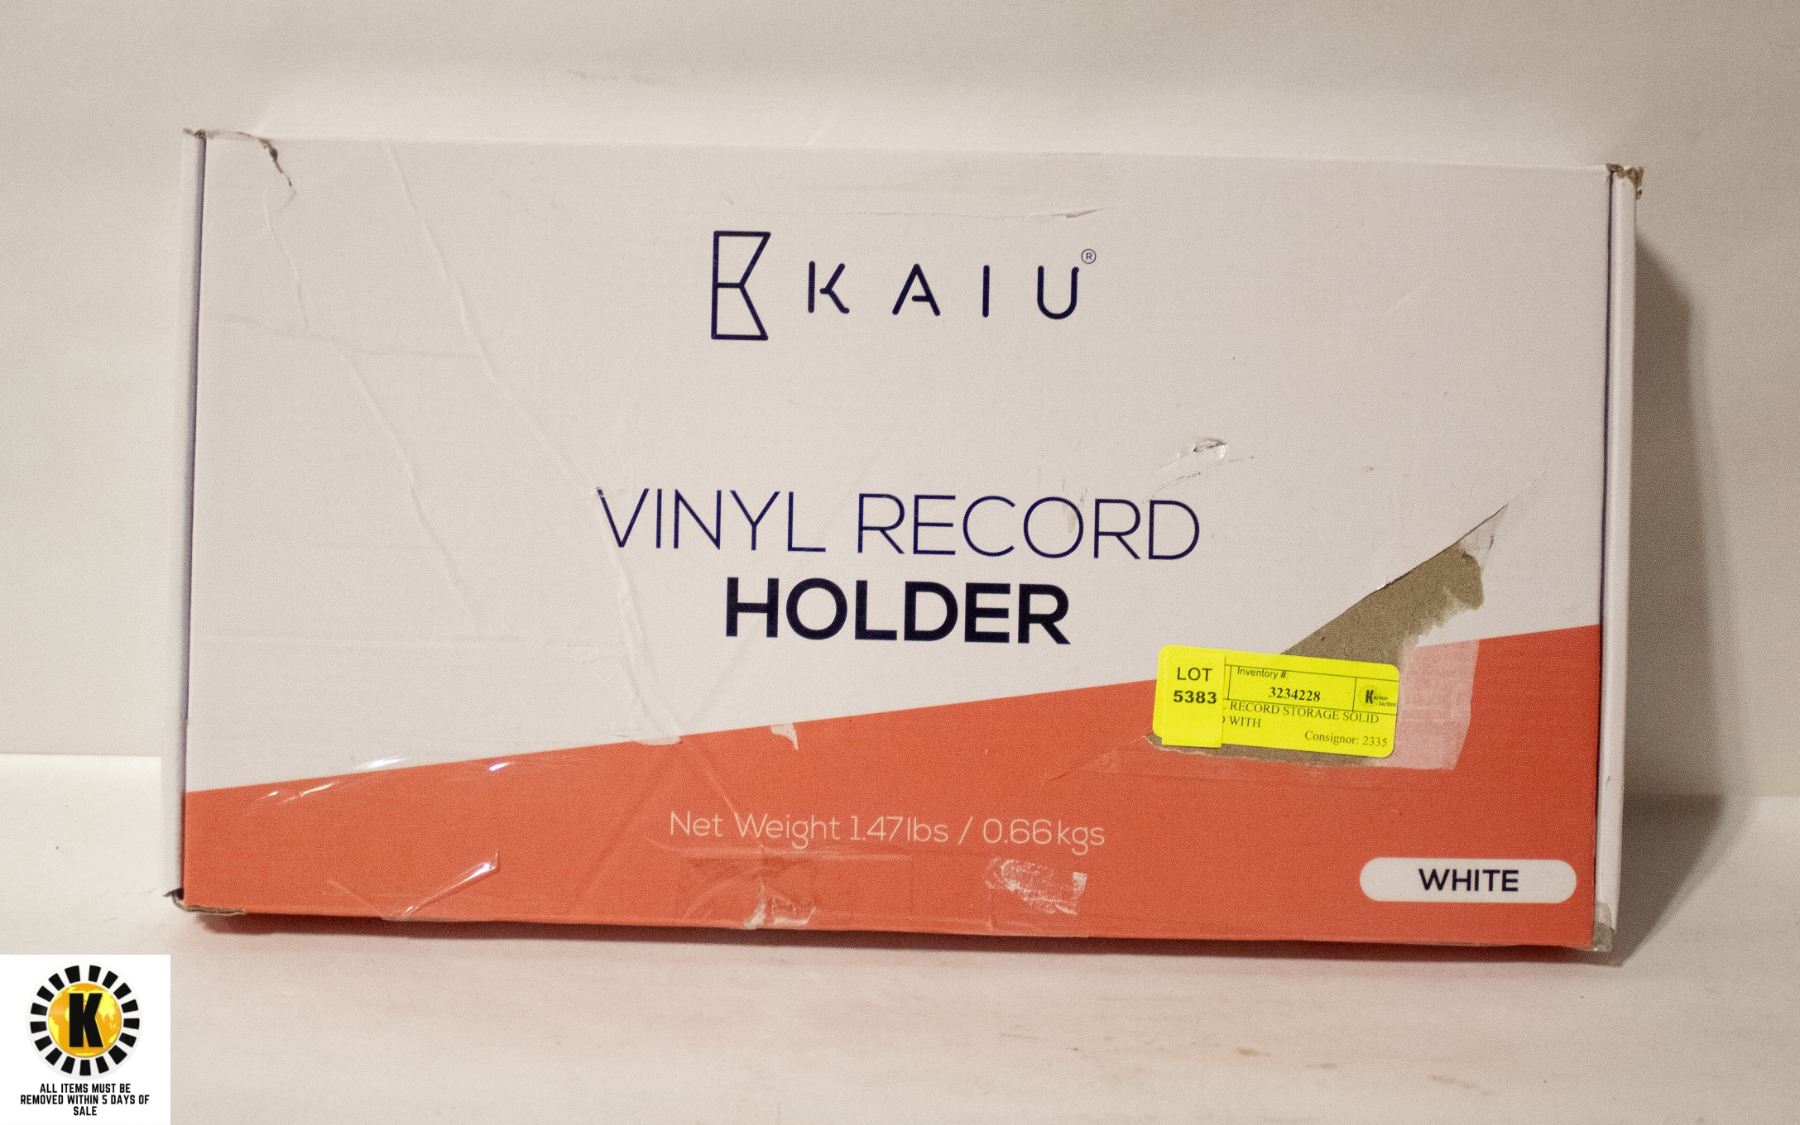 KAIU®
VINYL RECORD
HOLDER
LOT
5383
Inventory #
3234228
RECORD STORAGE SOLID
WITH
Consignor: 2335
Net Weight 1.47lbs / 0.66kgs
WHITE
K
ALL ITEMS MUST BE
REMOVED WITHIN 5 DAYS OF
SALE